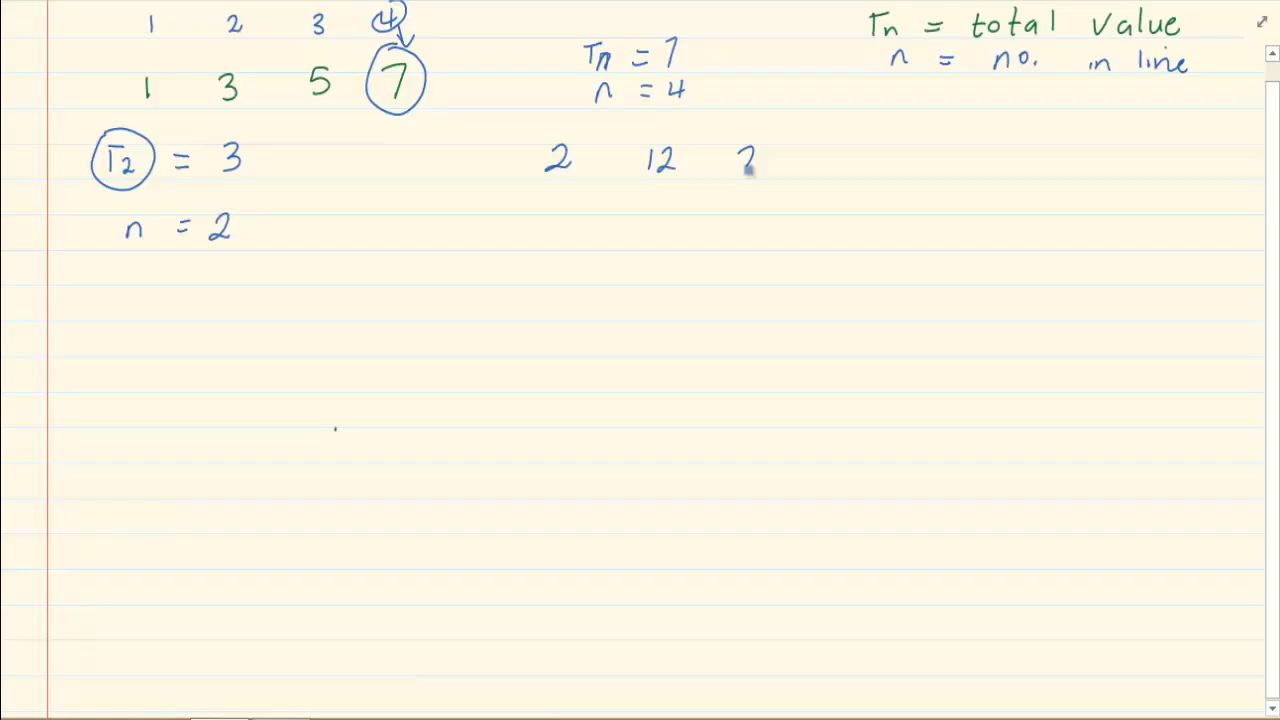 1 2 3 4
Tn = total value
Tn = 7
n = no. in line
1 3 5 7
n = 4
T2 = 3
2 12 2
n = 2